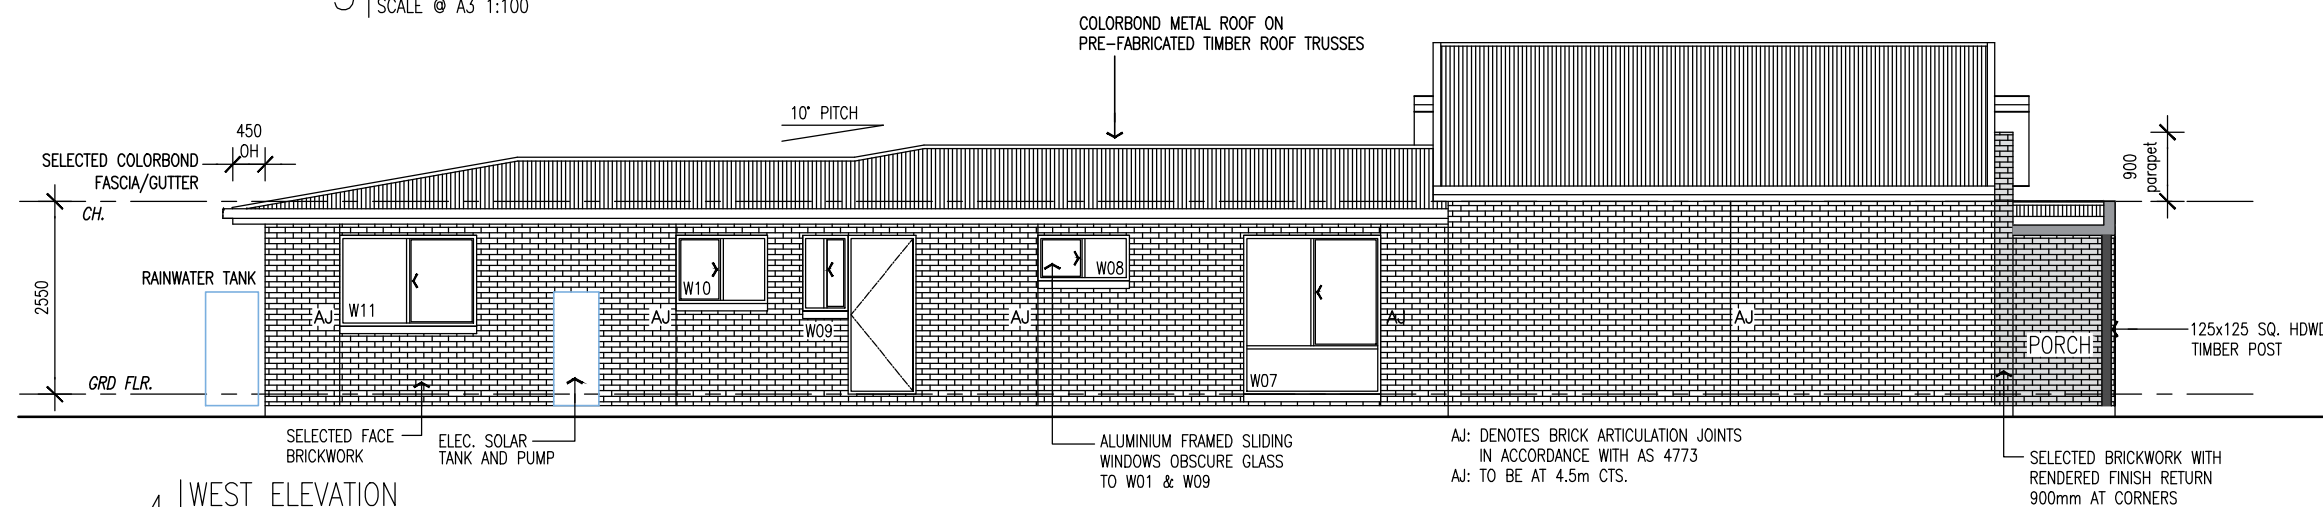 SCALE @ A3 1:100
COLORBOND METAL ROOF ON
PRE-FABRICATED TIMBER ROOF TRUSSES
10° PITCH
450
OH
SELECTED COLORBOND
FASCIA/GUTTER
900
parapet
CH.
2550
RAINWATER TANK
GRD FLR.
AJ
W11
AJ
W10
W09
AJ
W08
W07
AJ
AJ
PORCH
125x125 SQ. HDWD
TIMBER POST
SELECTED FACE
BRICKWORK
ELEC. SOLAR
TANK AND PUMP
ALUMINIUM FRAMED SLIDING
WINDOWS OBSCURE GLASS
TO W01 & W09
AJ: DENOTES BRICK ARTICULATION JOINTS
IN ACCORDANCE WITH AS 4773
AJ: TO BE AT 4.5m CTS.
SELECTED BRICKWORK WITH
RENDERED FINISH RETURN
900mm AT CORNERS
WEST ELEVATION